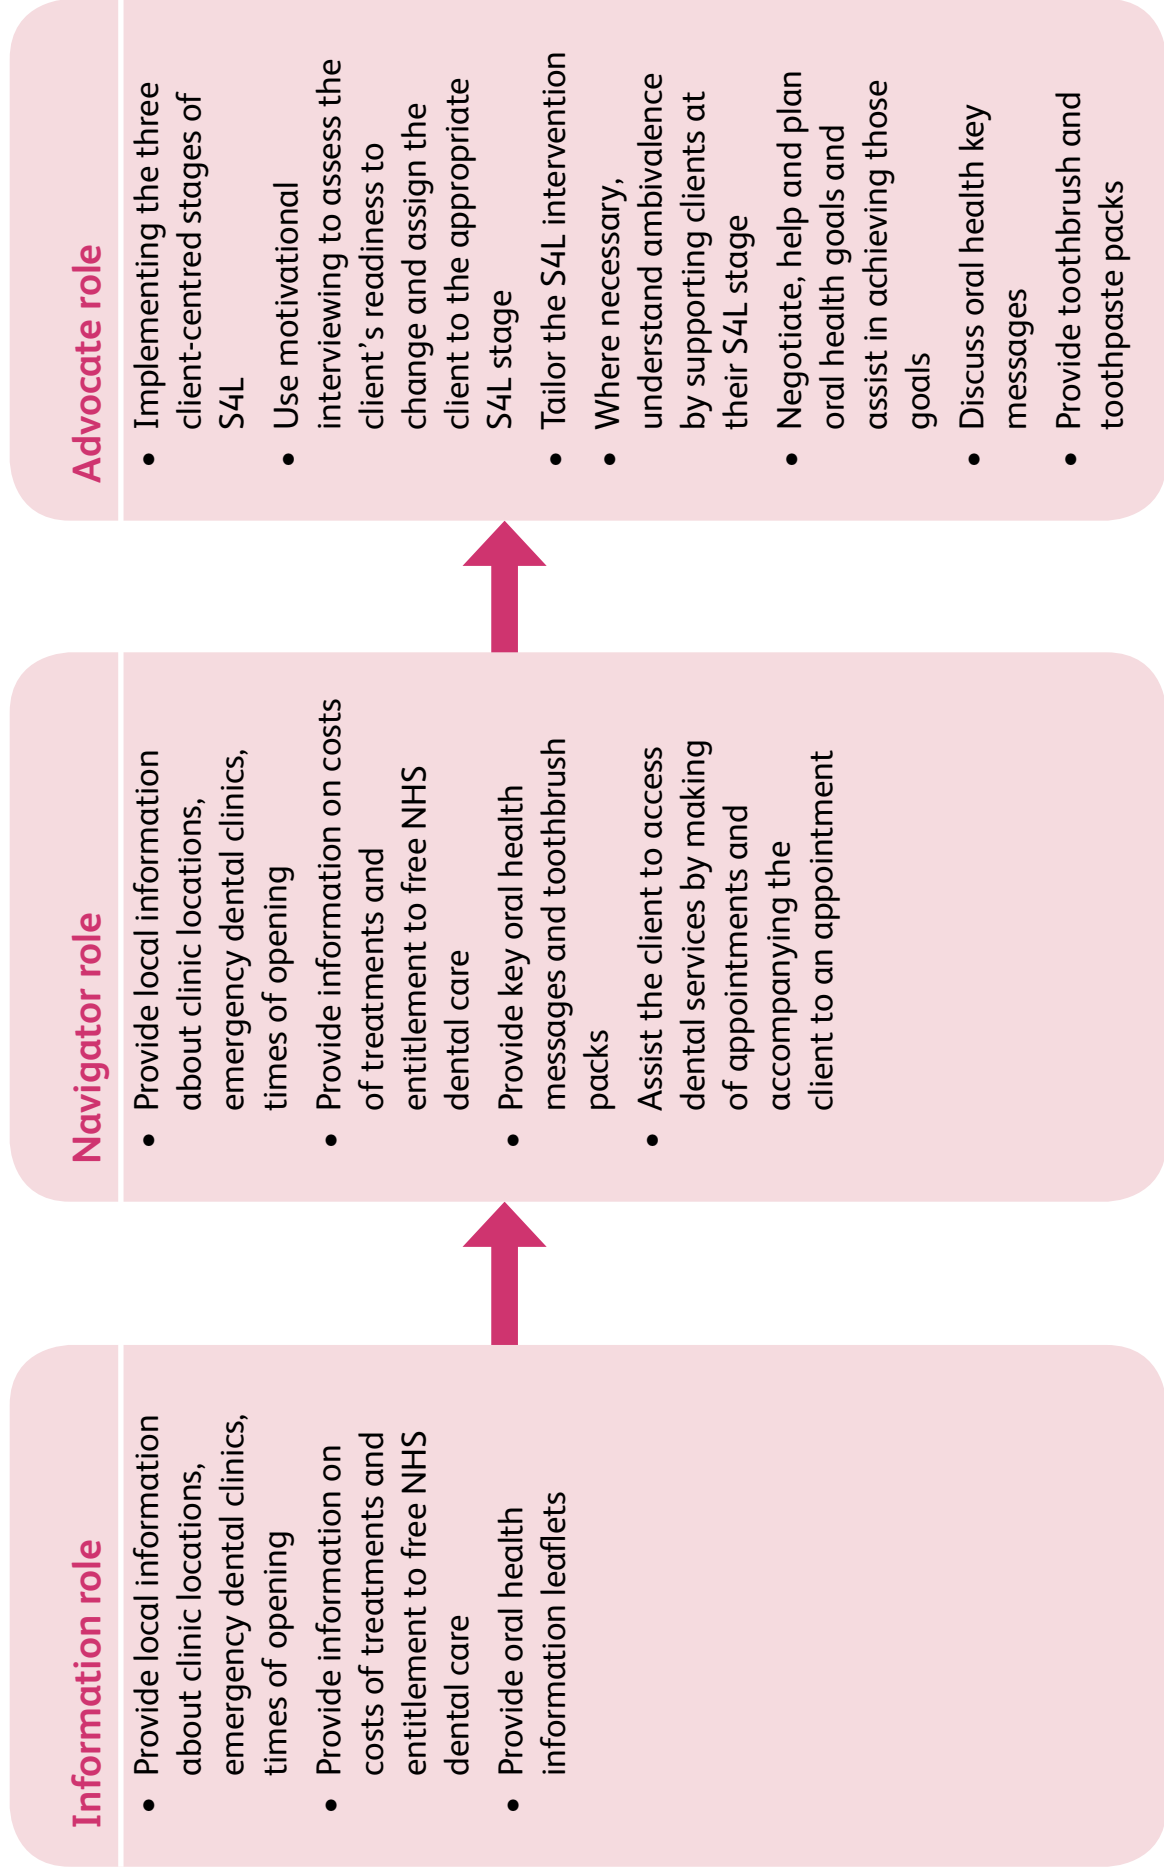 Information role
• Provide local information
about clinic locations,
emergency dental clinics,
times of opening
• Provide information on
costs of treatments and
entitlement to free NHS
dental care
• Provide oral health
information leaflets
Navigator role
• Provide local information
about clinic locations,
emergency dental clinics,
times of opening
• Provide information on costs
of treatments and
entitlement to free NHS
dental care
• Provide key oral health
messages and toothbrush
packs
• Assist the client to access
dental services by making
of appointments and
accompanying the
client to an appointment
Advocate role
• Implementing the three
client-centred stages of
S4L
• Use motivational
interviewing to assess the
client’s readiness to
change and assign the
client to the appropriate
S4L stage
• Tailor the S4L intervention
• Where necessary,
understand ambivalence
by supporting clients at
their S4L stage
• Negotiate, help and plan
oral health goals and
assist in achieving those
goals
• Discuss oral health key
messages
• Provide toothbrush and
toothpaste packs